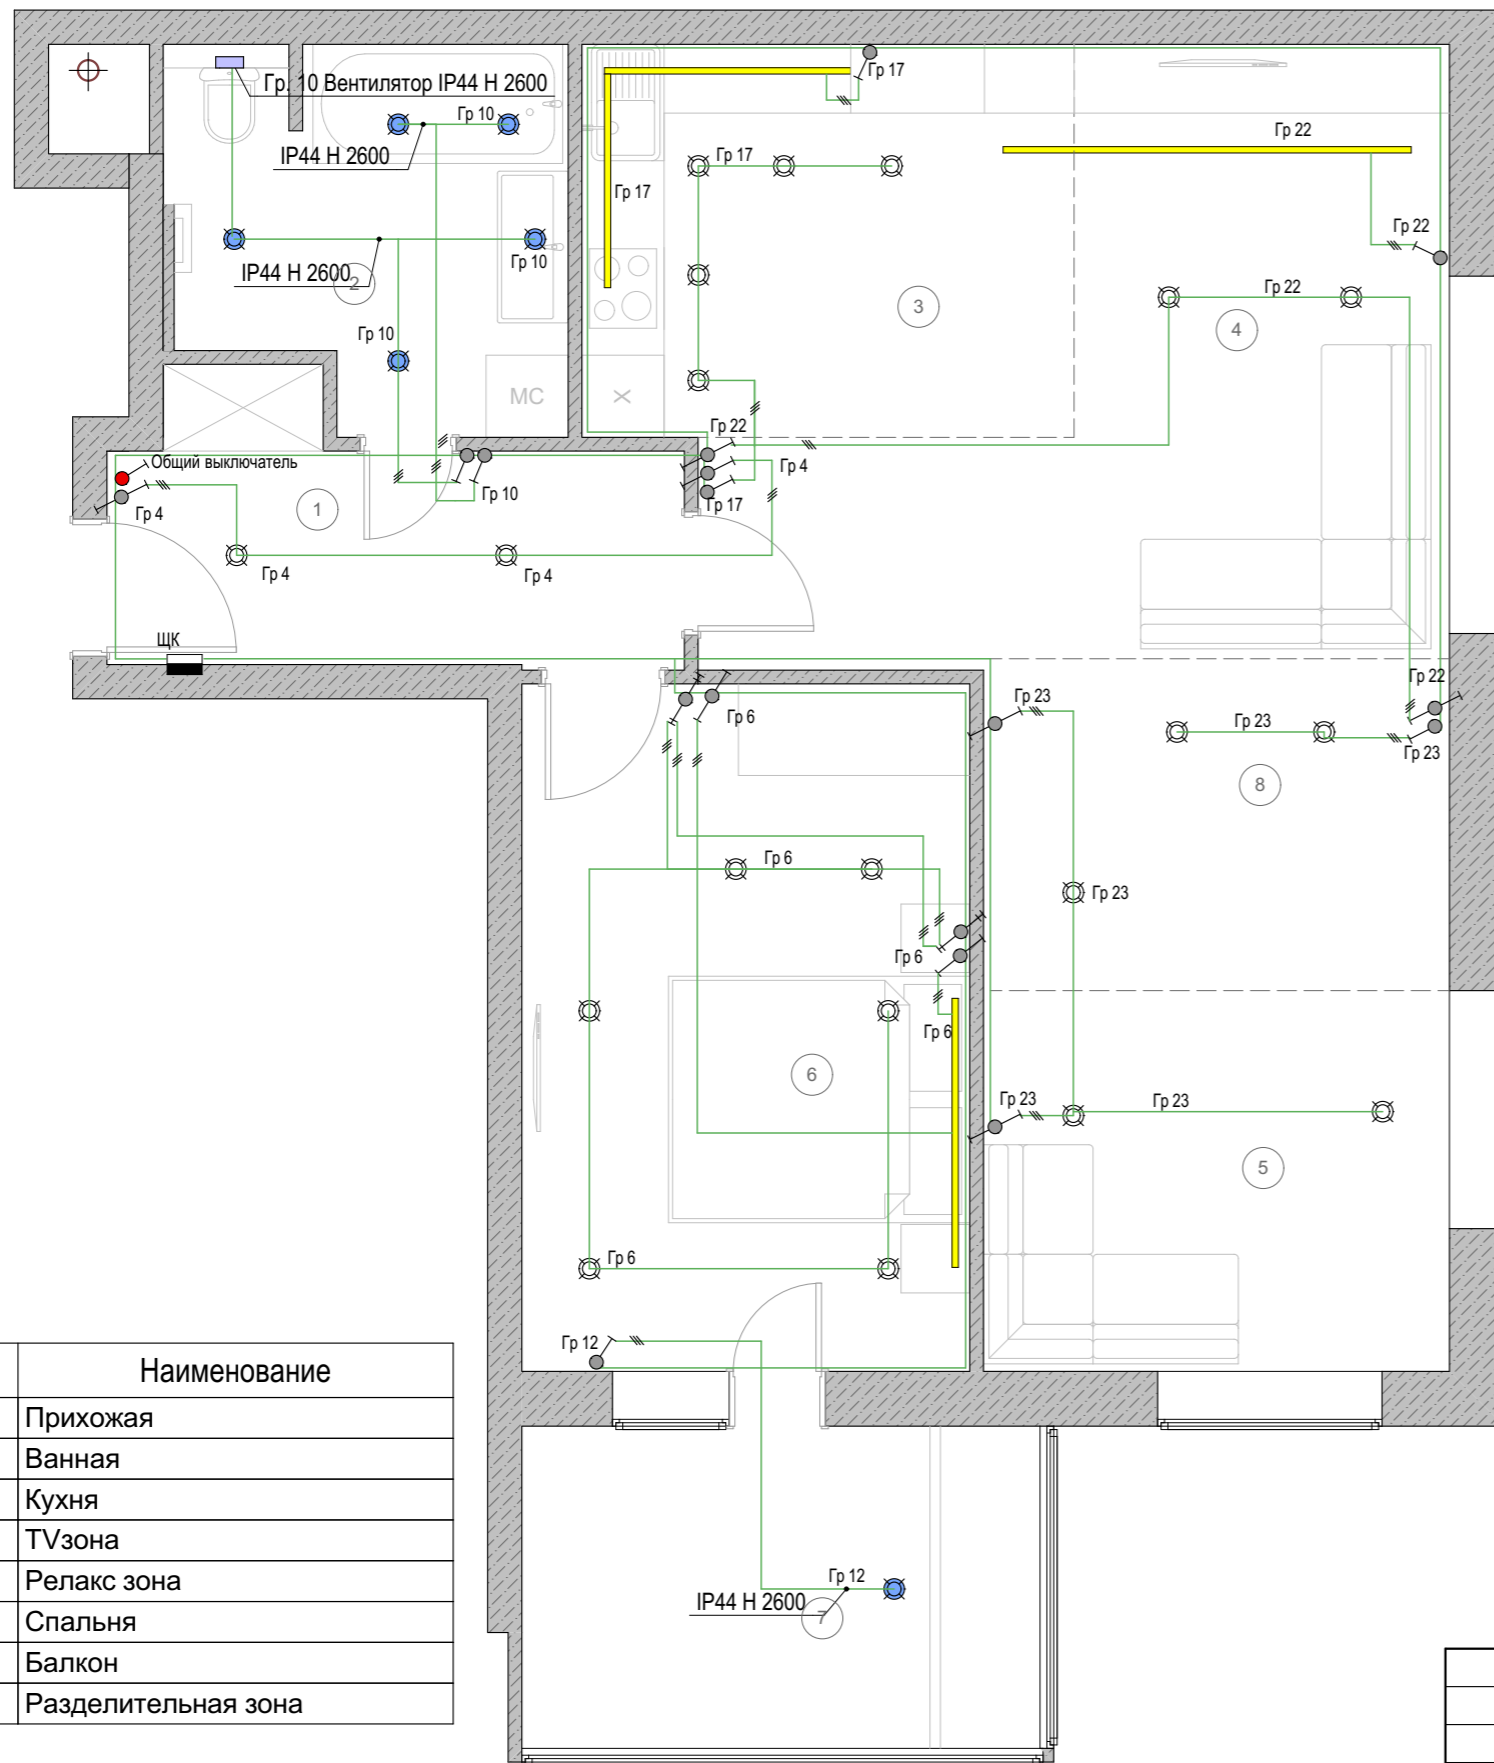 Гр. 10 Вентилятор IP44 H 2600
Гр 17
Гр 10
IP44 H 2600
Гр 22
Гр 17
Гр 17
Гр 22
Гр 10
IP44 H 2600
2
Гр 22
3
4
Гр 10
МС
Гр 22
Общий выключатель
Гр 4
Гр 10
Гр 17
Гр 4
1
Гр 4
Гр 4
ЩК
Гр 22
Гр 23
Гр 6
Гр 23
Гр 23
8
Гр 6
Гр 23
Гр 6
Гр 6
6
Гр 23
Гр 23
5
Гр 6
Гр 12
Гр 12
IP44 H 2600
7
Наименование
Прихожая
Ванная
Кухня
TVзона
Релакс зона
Спальня
Балкон
Разделительная зона